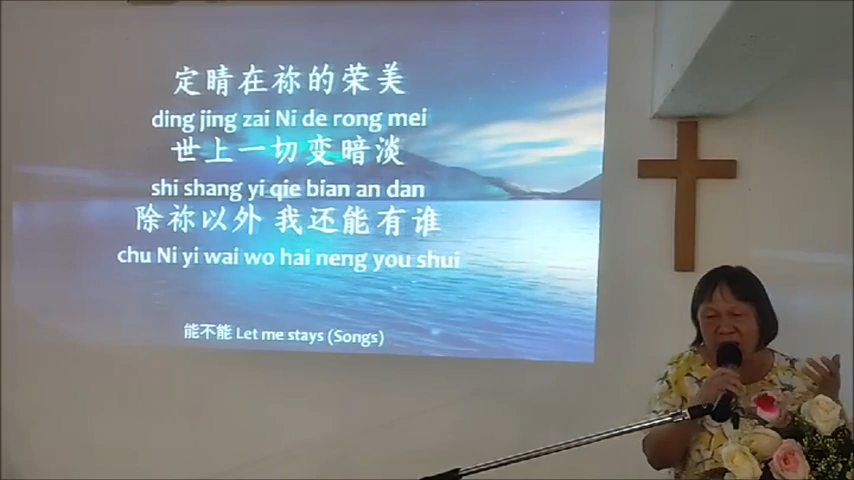 定睛在祢的荣美
ding jing zai Ni de rong mei
世上一切变暗淡
shi shang yi qie bian an dan
除祢以外 我还能有谁
chu Ni yi wai wo hai neng you shui
能不能 Let me stays (Songs)